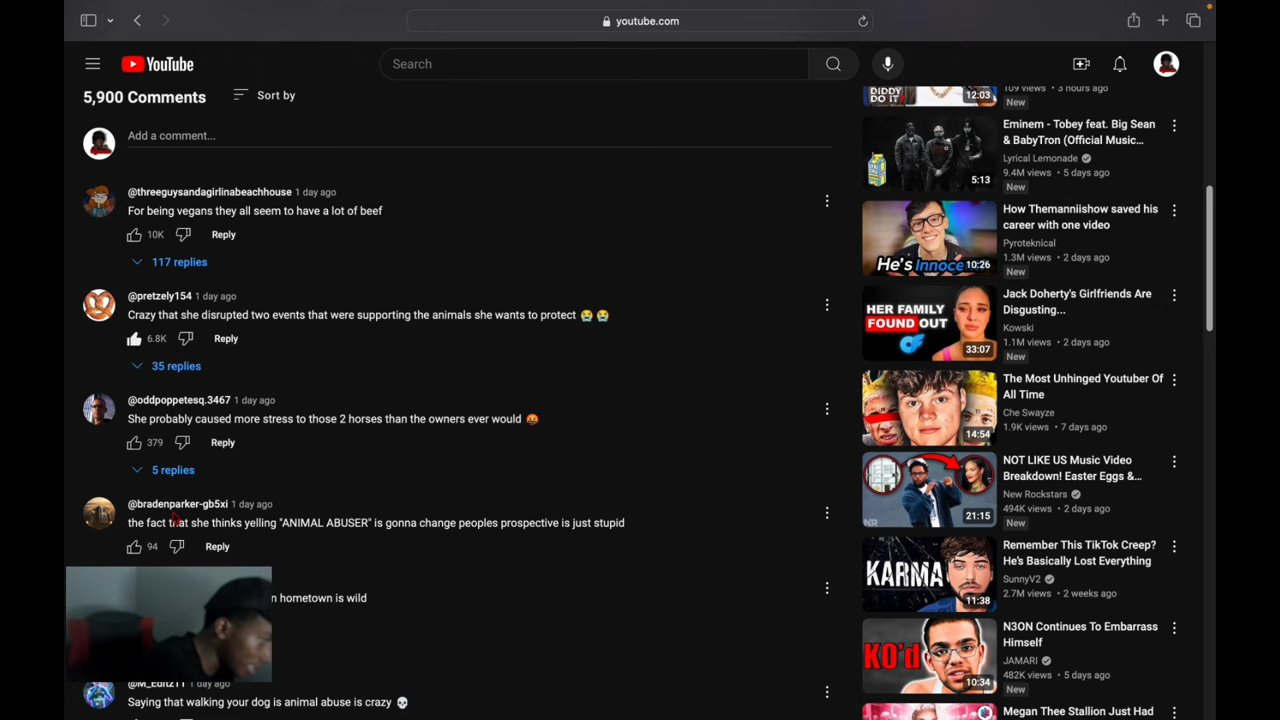 youtube.com
YouTube
Search
5,900 Comments
Sort by
Add a comment...
@threeguysandagirlinabeachhouse 1 day ago
For being vegans they all seem to have a lot of beef
10K
Reply
117 replies
@pretzely154 1 day ago
Crazy that she disrupted two events that were supporting the animals she wants to protect 😭 😭
6.8K
Reply
35 replies
@oddpoppetesq.3467 1 day ago
She probably caused more stress to those 2 horses than the owners ever would 🤬
379
Reply
5 replies
@bradenparker-gb5xi 1 day ago
the fact that she thinks yelling "ANIMAL ABUSER" is gonna change peoples prospective is just stupid
94
Reply
hometown is wild
1 day ago
Saying that walking your dog is animal abuse is crazy 💀
DIDDY
DO IT?
12:03
109 views • 3 hours ago
New
5:13
Eminem - Tobey feat. Big Sean
& BabyTron (Official Music...
Lyrical Lemonade
9.4M views • 5 days ago
New
He's Innoce
10:26
How Themanniishow saved his
career with one video
Pyroteknical
1.3M views • 2 days ago
New
HER FAMILY
FOUND OUT
33:07
Jack Doherty's Girlfriends Are
Disgusting...
Kowski
1.1M views • 2 days ago
New
14:54
The Most Unhinged Youtuber Of
All Time
Che Swayze
1.9K views • 7 days ago
NR
21:15
NOT LIKE US Music Video
Breakdown! Easter Eggs &...
New Rockstars
494K views • 2 days ago
New
KARMA
11:38
Remember This TikTok Creep?
He's Basically Lost Everything
SunnyV2
2.7M views • 2 weeks ago
KO'd
10:34
N3ON Continues To Embarrass
Himself
JAMARI
482K views • 5 days ago
New
Megan Thee Stallion Just Had